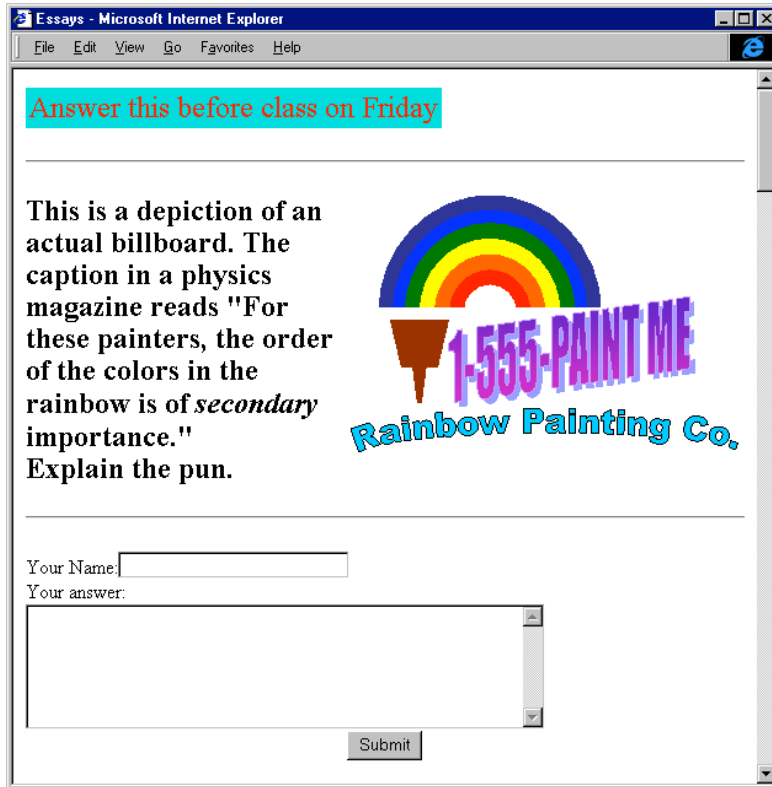 Essays - Microsoft Internet Explorer
File Edit View Go Favorites Help
Answer this before class on Friday
This is a depiction of an
actual billboard. The
caption in a physics
magazine reads "For
these painters, the order
of the colors in the
rainbow is of secondary
importance."
Explain the pun.
1-555-PAINT ME
Rainbow Painting Co.
Your Name:
Your answer:
Submit